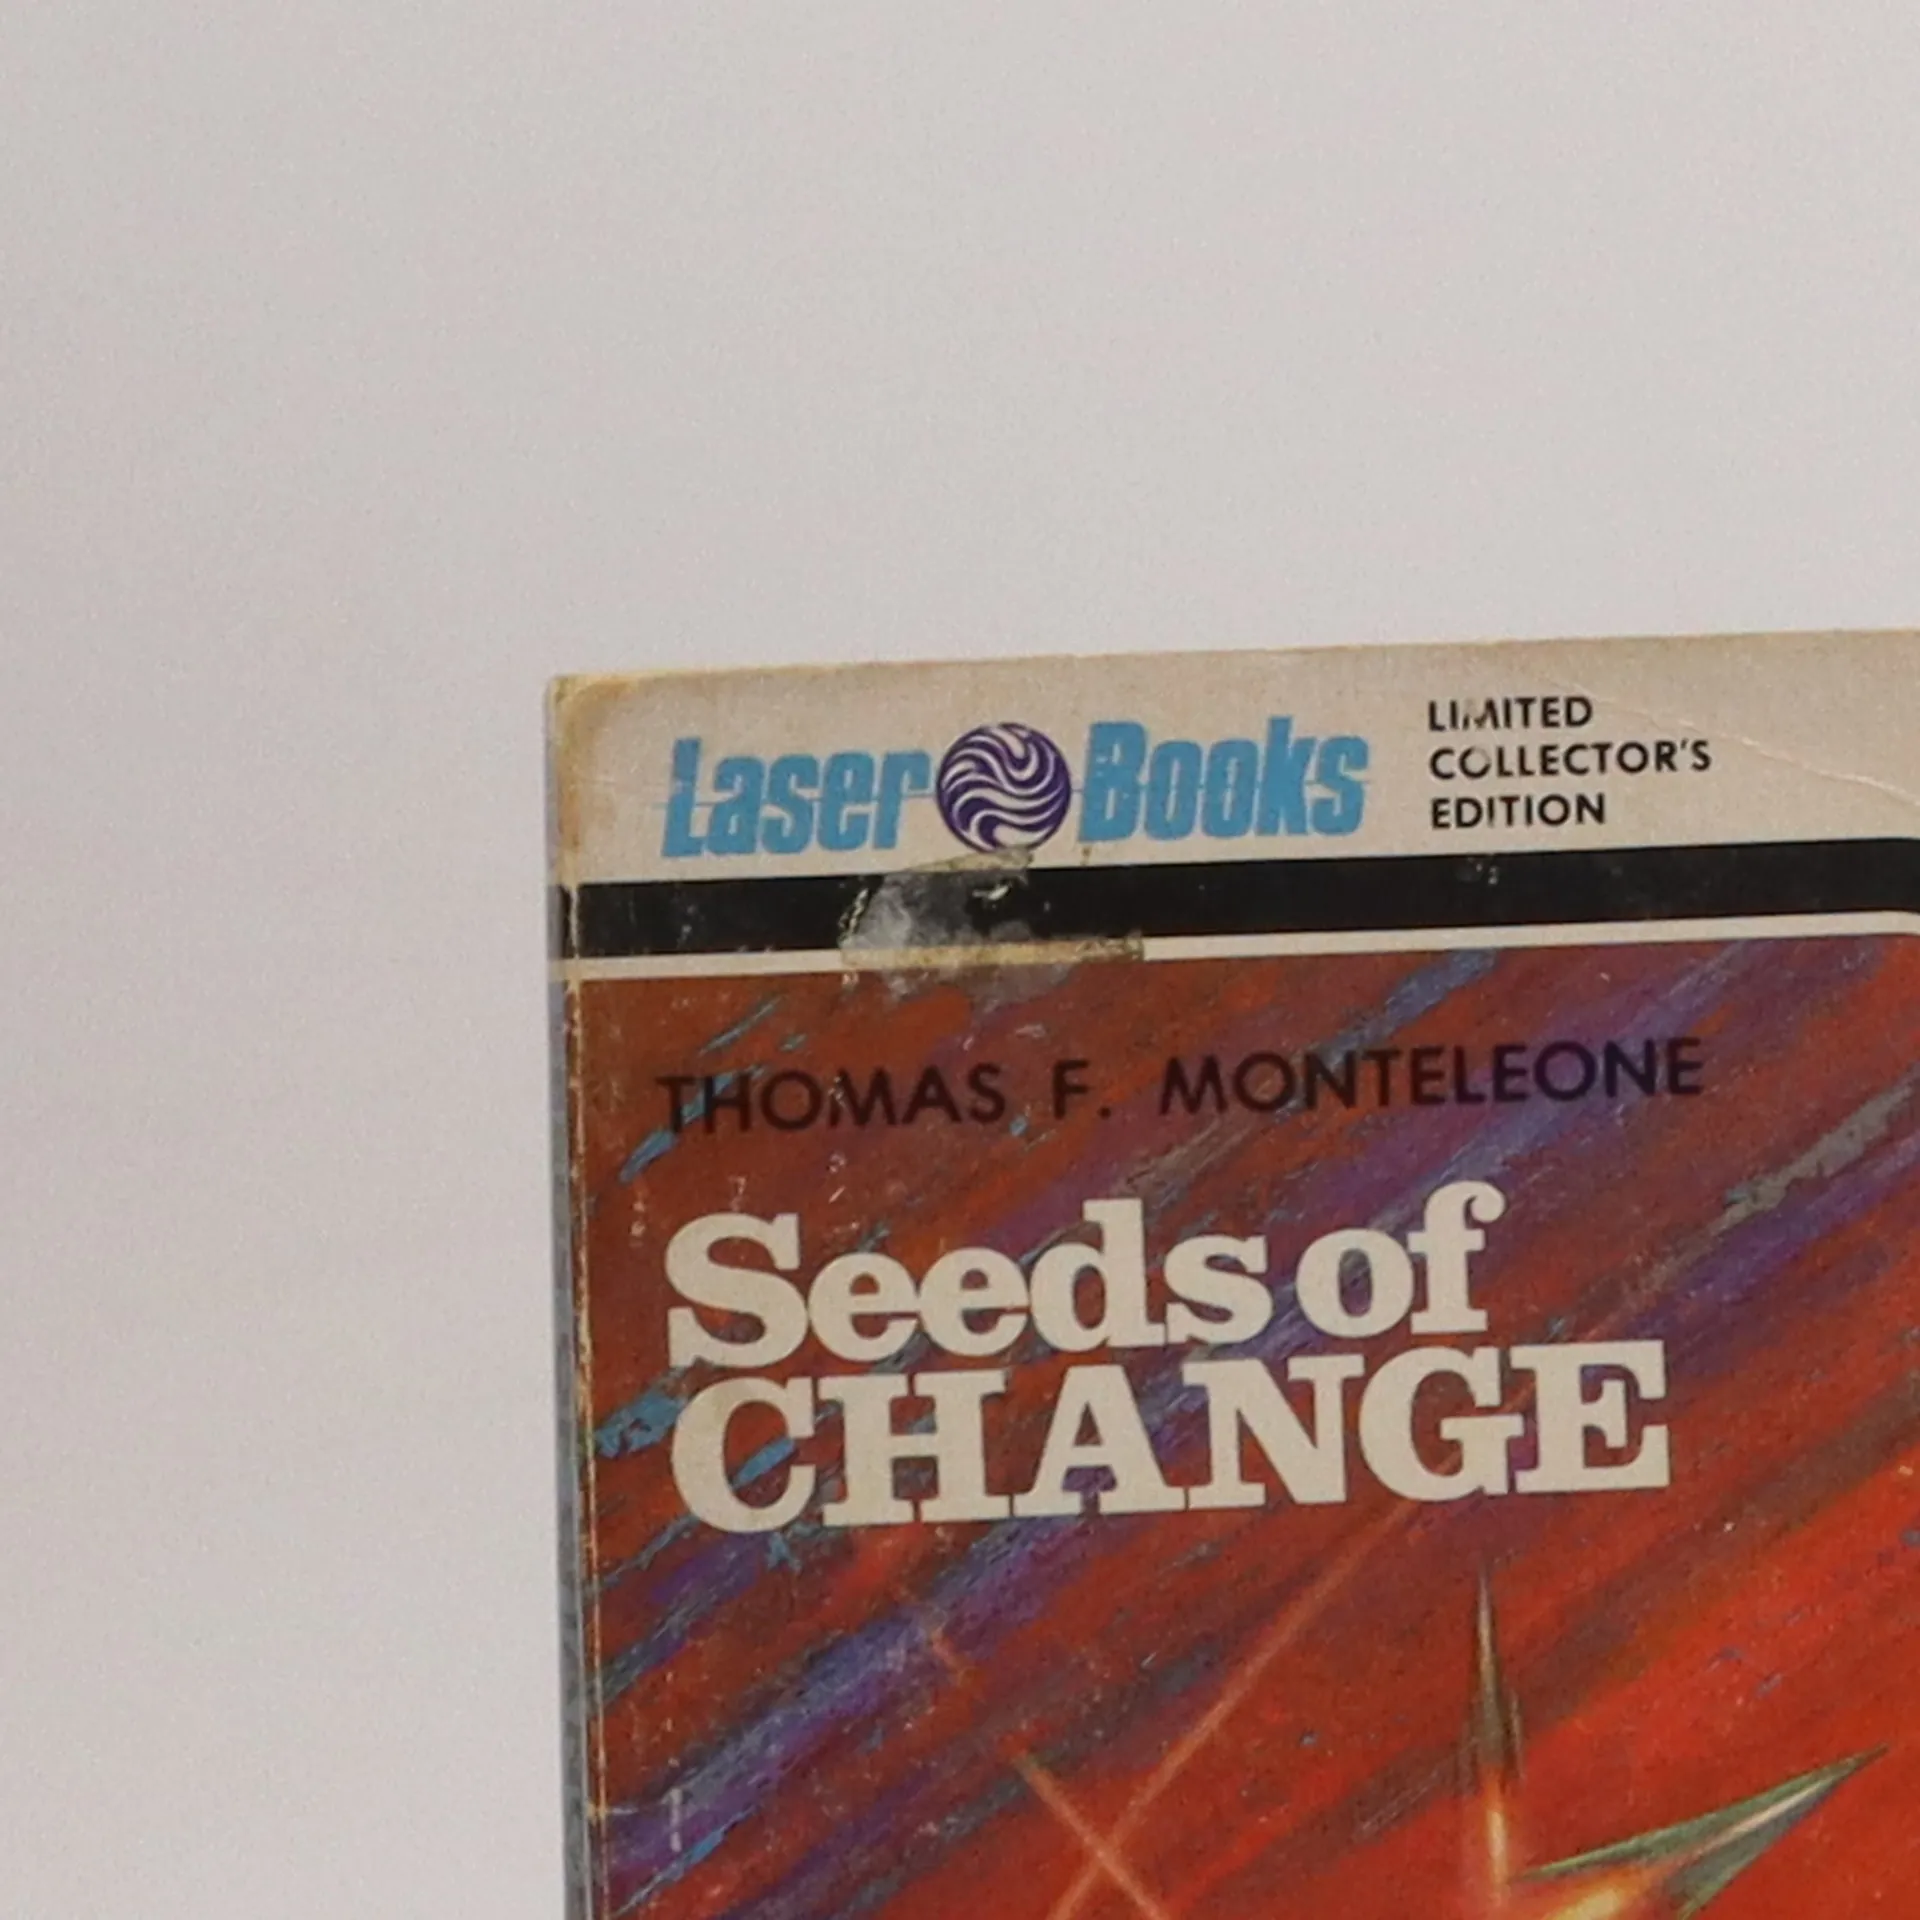 Laser Books
LIMITED
COLLECTOR'S
EDITION
THOMAS F. MONTELEONE
Seeds of
CHANGE